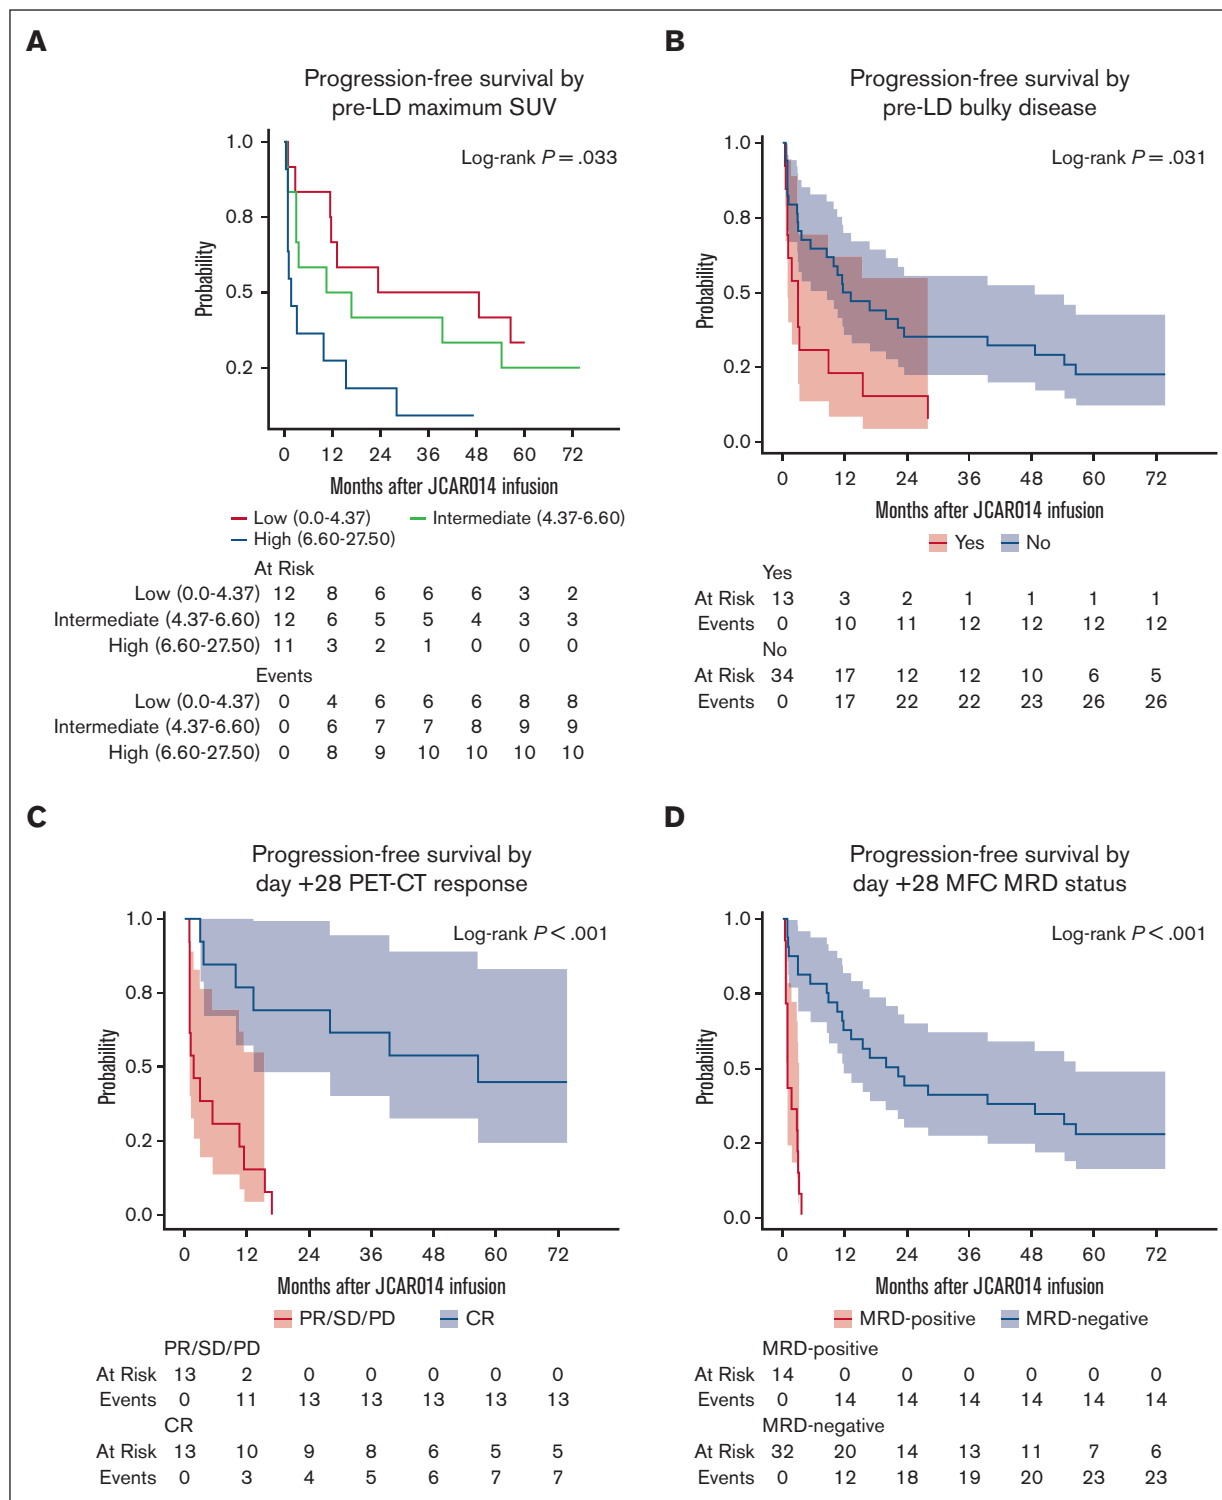 A
Progression-free survival by
pre-LD maximum SUV
Log-rank P = .033
Probability
1.0
0.8
0.5
0.2
0 12 24 36 48 60 72
Months after JCAR014 infusion
Low (0.0-4.37) Intermediate (4.37-6.60)
High (6.60-27.50)
At Risk
Low (0.0-4.37) 12 8 6 6 6 3 2
Intermediate (4.37-6.60) 12 6 5 5 4 3 3
High (6.60-27.50) 11 3 2 1 0 0 0
Events
Low (0.0-4.37) 0 4 6 6 6 8 8
Intermediate (4.37-6.60) 0 6 7 7 8 9 9
High (6.60-27.50) 0 8 9 10 10 10 10
B
Progression-free survival by
pre-LD bulky disease
Log-rank P = .031
Probability
1.0
0.8
0.5
0.2
0.0
0 12 24 36 48 60 72
Months after JCAR014 infusion
Yes No
Yes
At Risk 13 3 2 1 1 1 1
Events 0 10 11 12 12 12 12
No
At Risk 34 17 12 12 10 6 5
Events 0 17 22 22 23 26 26
C
Progression-free survival by
day +28 PET-CT response
Log-rank P < .001
Probability
1.0
0.8
0.5
0.2
0.0
0 12 24 36 48 60 72
Months after JCAR014 infusion
PR/SD/PD CR
PR/SD/PD
At Risk 13 2 0 0 0 0 0
Events 0 11 13 13 13 13 13
CR
At Risk 13 10 9 8 6 5 5
Events 0 3 4 5 6 7 7
D
Progression-free survival by
day +28 MFC MRD status
Log-rank P < .001
Probability
1.0
0.8
0.5
0.2
0.0
0 12 24 36 48 60 72
Months after JCAR014 infusion
MRD-positive MRD-negative
MRD-positive
At Risk 14 0 0 0 0 0 0
Events 0 14 14 14 14 14 14
MRD-negative
At Risk 32 20 14 13 11 7 6
Events 0 12 18 19 20 23 23